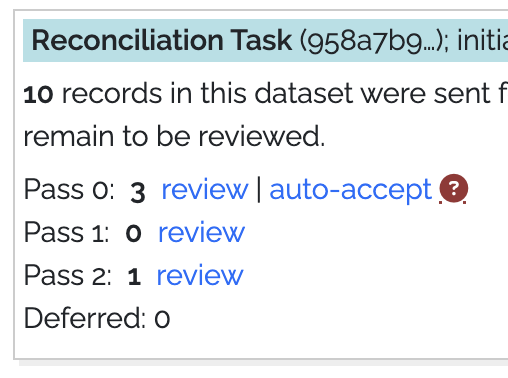 Reconciliation Task (958a7b9…); initia
10 records in this dataset were sent f
remain to be reviewed.
Pass 0: 3 review | auto-accept ?
Pass 1: 0 review
Pass 2: 1 review
Deferred: 0